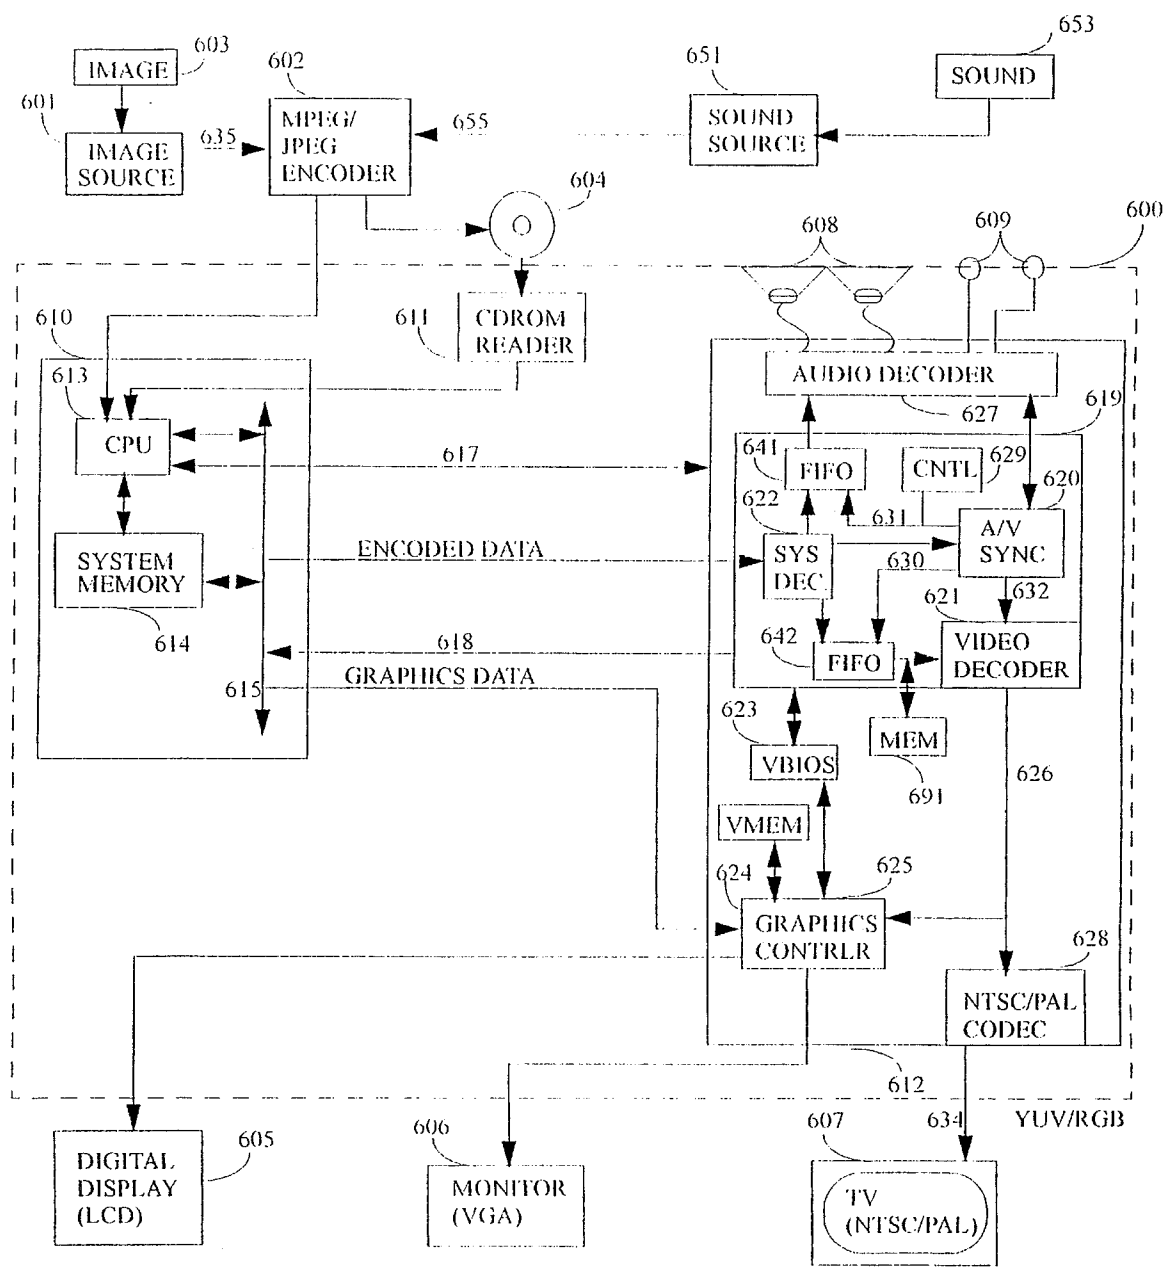 603
IMAGE
601
IMAGE
SOURCE
635
602
MPEG/
JPEG
ENCODER
655
651
SOUND
SOURCE
653
SOUND
604
608
609
600
610
611
CDROM
READER
613
CPU
AUDIO DECODER
627
619
617
641
FIFO
CNTL
629
620
622
631
A/V
SYNC
ENCODED DATA
SYS
DEC
630
632
SYSTEM
MEMORY
614
621
642
FIFO
VIDEO
DECODER
618
GRAPHICS DATA
615
623
MEM
VBIOS
691
626
VMEM
624
625
GRAPHICS
CONTRLR
628
NTSC/PAL
CODEC
612
634
YUV/RGB
605
DIGITAL
DISPLAY
(LCD)
606
MONITOR
(VGA)
607
TV
(NTSC/PAL)